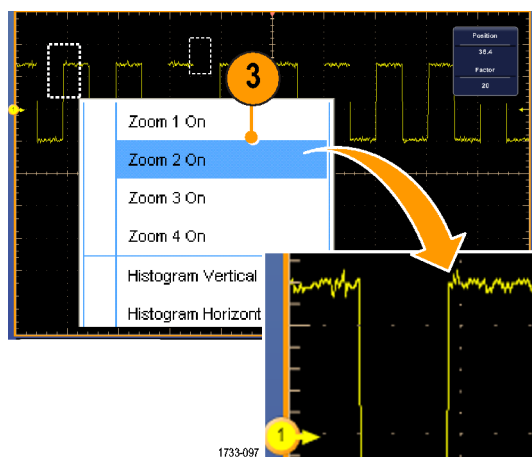 Position
36.4
Factor
20
3
1
Zoom 1 On
Zoom 2 On
Zoom 3 On
Zoom 4 On
Histogram Vertical
Histogram Horizont
1
1733-097